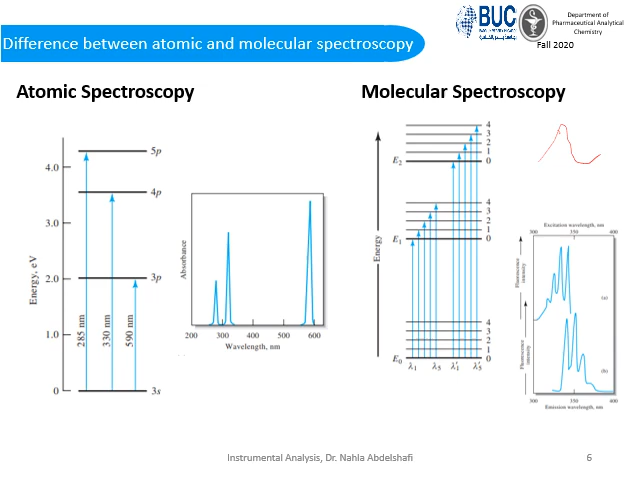 BUC
Department of
Pharmaceutical Analytical
Chemistry
Fall 2020
Difference between atomic and molecular spectroscopy
Atomic Spectroscopy
Molecular Spectroscopy
Energy, eV
4.0
3.0
2.0
1.0
0
5p
4p
3p
3s
285 nm
330 nm
590 nm
Absorbance
200 300 400 500 600
Wavelength, nm
Energy
E2
E1
E0
4
3
2
1
0
4
3
2
1
0
4
3
2
1
0
λ1 λ5 λ'1 λ'5
Excitation wavelength, nm
300 350 400
Fluorescence
intensity
(a)
Fluorescence
intensity
(b)
300 350 400
Emission wavelength, nm
Instrumental Analysis, Dr. Nahla Abdelshafi
6